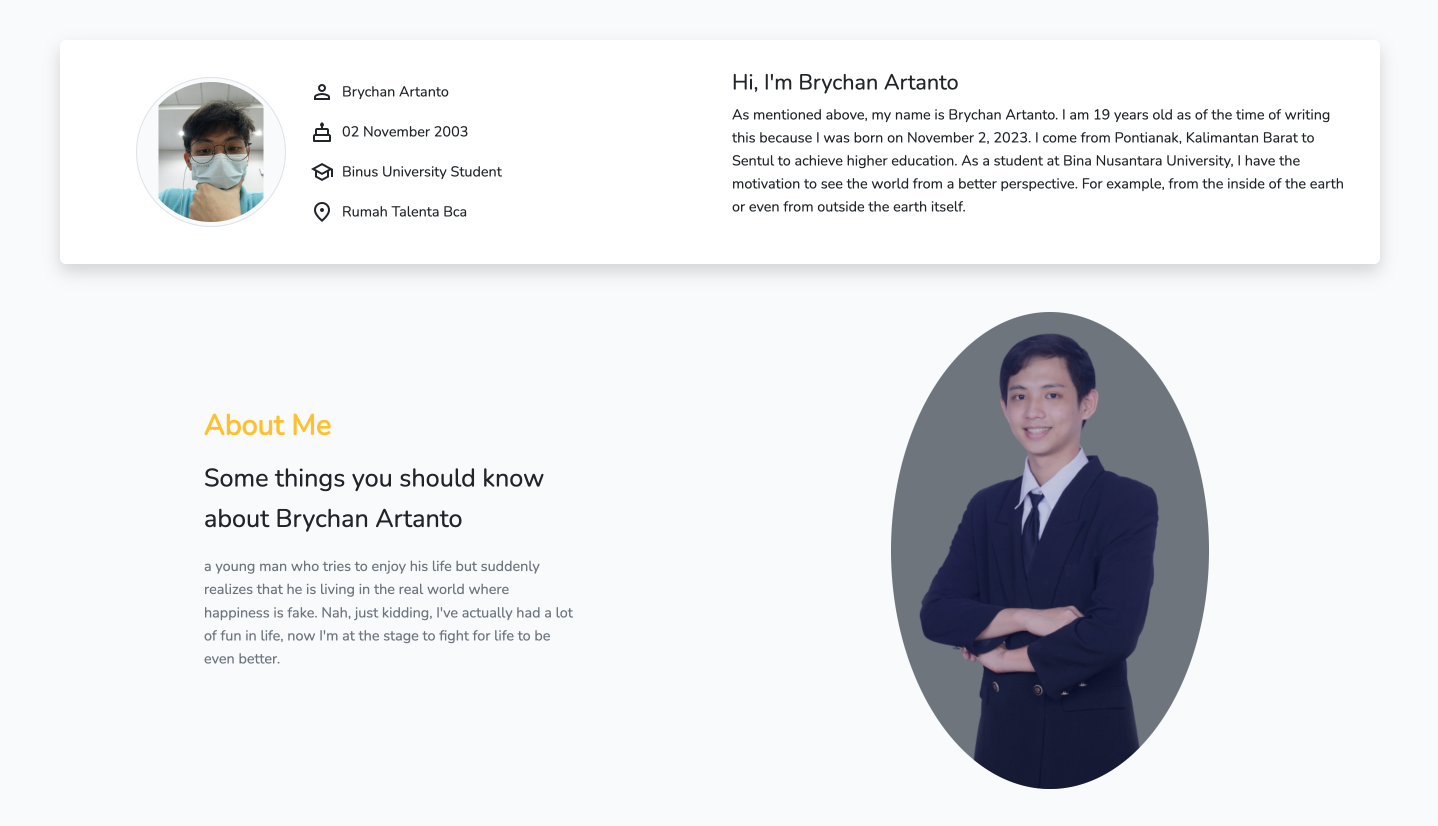 Brychan Artanto
02 November 2003
Binus University Student
Rumah Talenta Bca
Hi, I'm Brychan Artanto
As mentioned above, my name is Brychan Artanto. I am 19 years old as of the time of writing
this because I was born on November 2, 2023. I come from Pontianak, Kalimantan Barat to
Sentul to achieve higher education. As a student at Bina Nusantara University, I have the
motivation to see the world from a better perspective. For example, from the inside of the earth
or even from outside the earth itself.
About Me
Some things you should know
about Brychan Artanto
a young man who tries to enjoy his life but suddenly
realizes that he is living in the real world where
happiness is fake. Nah, just kidding, I've actually had a lot
of fun in life, now I'm at the stage to fight for life to be
even better.